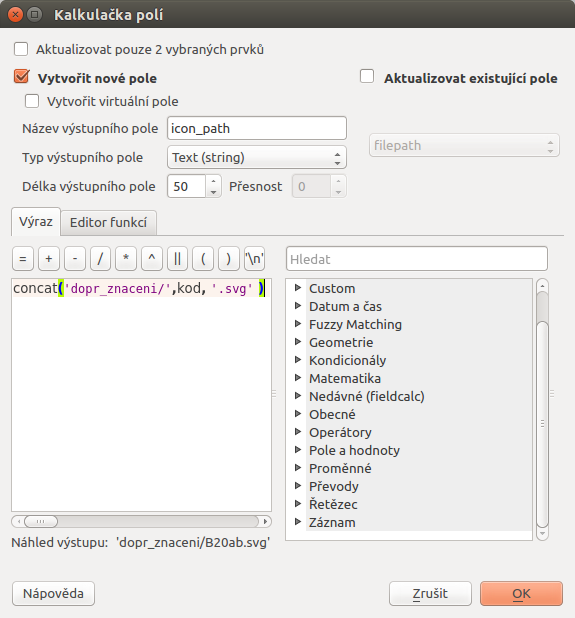 Kalkulačka polí
Aktualizovat pouze 2 vybraných prvků
Vytvořit nové pole
Aktualizovat existující pole
Vytvořit virtuální pole
Název výstupního pole icon_path
filepath
Typ výstupního pole Text (string)
Délka výstupního pole 50 Přesnost 0
Výraz Editor funkcí
= + - / * ^ || ( ) '\n'
Hledat
concat('dopr_znaceni/',kod, '.svg' )
Custom
Datum a čas
Fuzzy Matching
Geometrie
Kondicionály
Matematika
Nedávné (fieldcalc)
Obecné
Operátory
Pole a hodnoty
Proměnné
Převody
Řetězec
Záznam
Náhled výstupu: 'dopr_znaceni/B20ab.svg'
Nápověda Zrušit OK